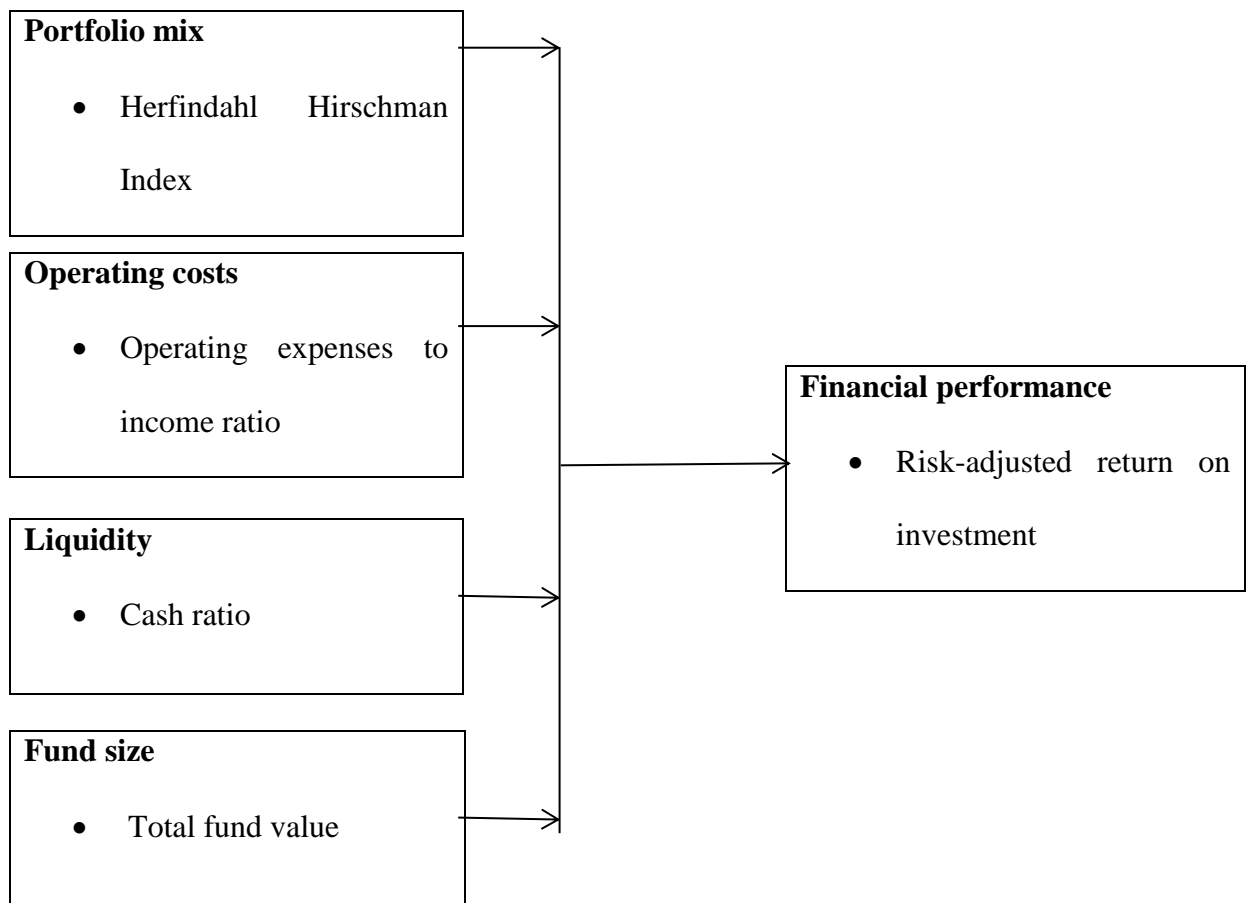 Portfolio mix
• Herfindahl Hirschman
Index
Operating costs
• Operating expenses to
income ratio
Financial performance
• Risk-adjusted return on
investment
Liquidity
• Cash ratio
Fund size
• Total fund value